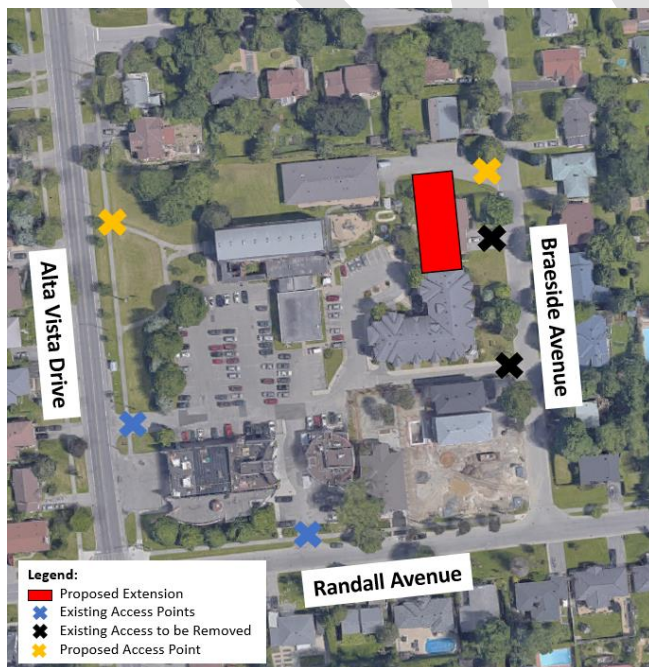 Alta Vista Drive
Braeside Avenue
Randall Avenue
Legend:
Proposed Extension
Existing Access Points
Existing Access to be Removed
Proposed Access Point